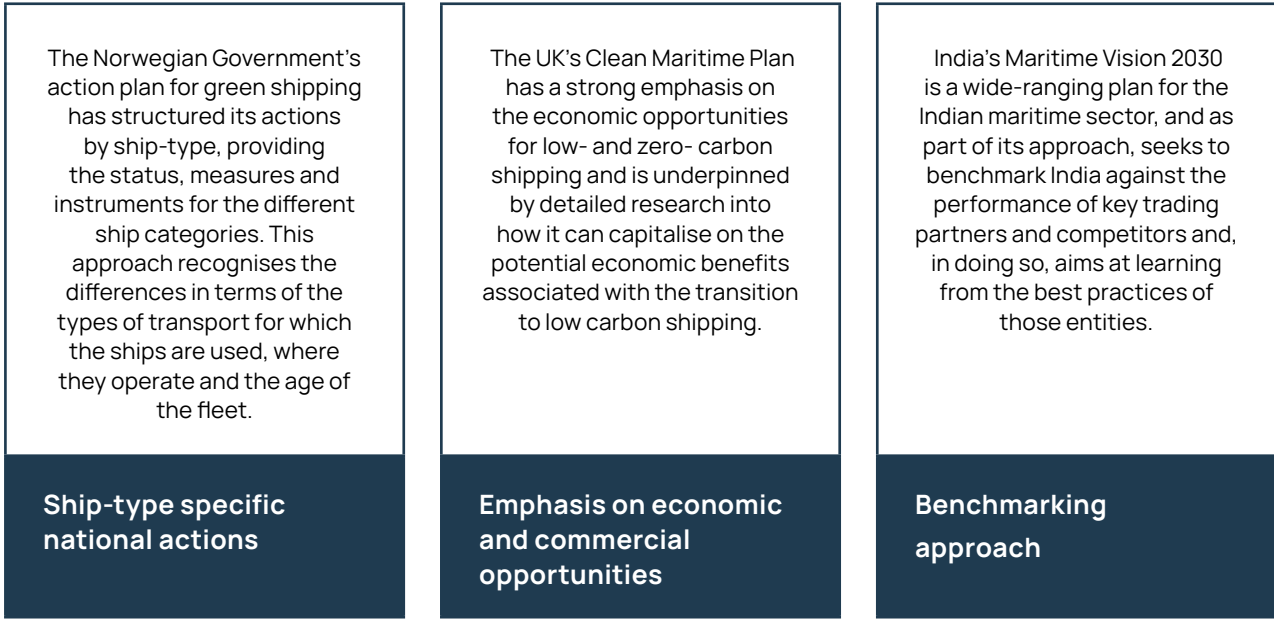 The Norwegian Government's
action plan for green shipping
has structured its actions
by ship-type, providing
the status, measures and
instruments for the different
ship categories. This
approach recognises the
differences in terms of the
types of transport for which
the ships are used, where
they operate and the age of
the fleet.
Ship-type specific
national actions
The UK's Clean Maritime Plan
has a strong emphasis on
the economic opportunities
for low- and zero- carbon
shipping and is underpinned
by detailed research into
how it can capitalise on the
potential economic benefits
associated with the transition
to low carbon shipping.
Emphasis on economic
and commercial
opportunities
India's Maritime Vision 2030
is a wide-ranging plan for the
Indian maritime sector, and as
part of its approach, seeks to
benchmark India against the
performance of key trading
partners and competitors and,
in doing so, aims at learning
from the best practices of
those entities.
Benchmarking
approach